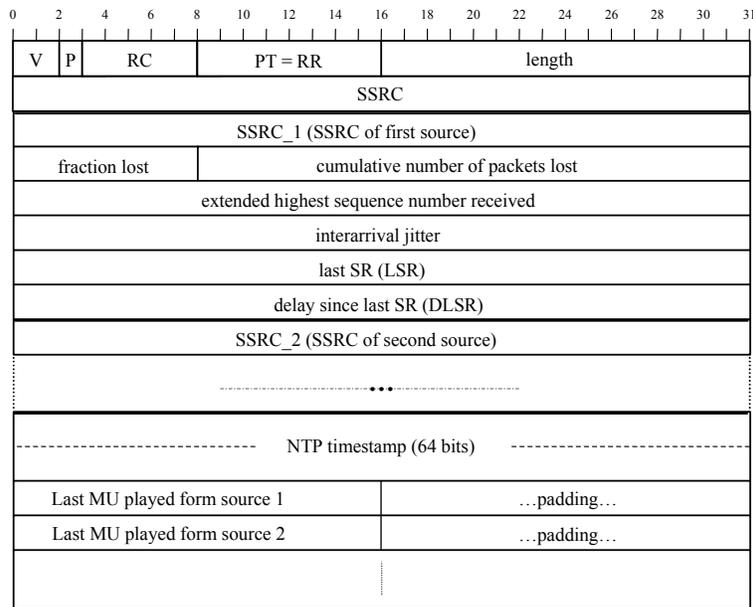 0 2 4 6 8 10 12 14 16 18 20 22 24 26 28 30 31
V P RC PT = RR length
SSRC
SSRC_1 (SSRC of first source)
fraction lost cumulative number of packets lost
extended highest sequence number received
interarrival jitter
last SR (LSR)
delay since last SR (DLSR)
SSRC_2 (SSRC of second source)
...
NTP timestamp (64 bits)
Last MU played form source 1 …padding…
Last MU played form source 2 …padding…